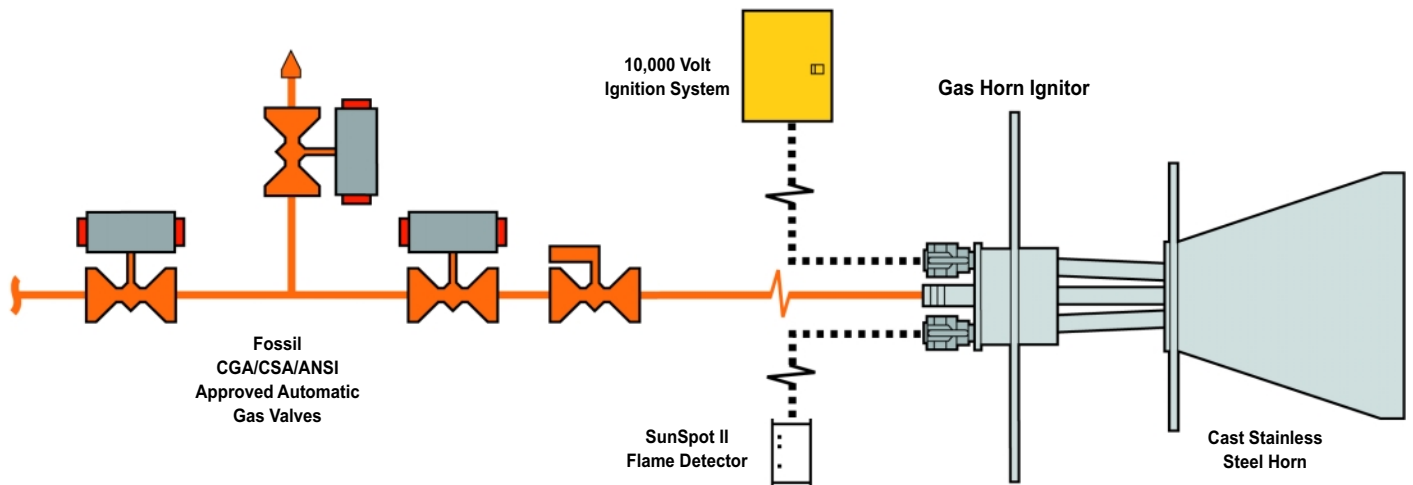 10,000 Volt
Ignition System
Gas Horn Ignitor
Fossil
CGA/CSA/ANSI
Approved Automatic
Gas Valves
SunSpot II
Flame Detector
Cast Stainless
Steel Horn